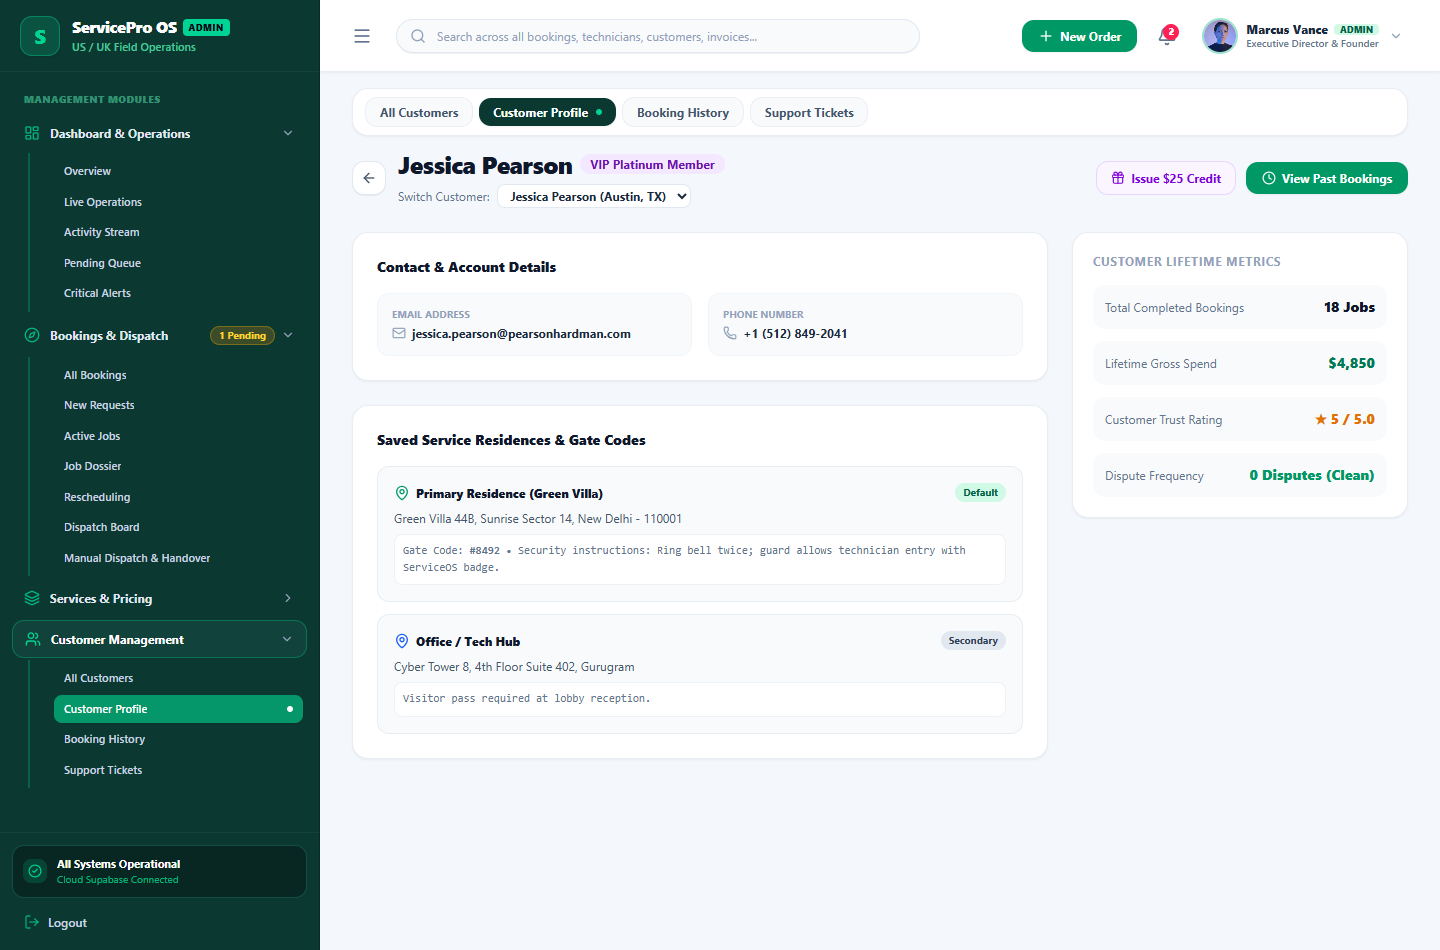 S
ServicePro OS ADMIN
US / UK Field Operations
MANAGEMENT MODULES
Dashboard & Operations
Overview
Live Operations
Activity Stream
Pending Queue
Critical Alerts
Bookings & Dispatch 1 Pending
All Bookings
New Requests
Active Jobs
Job Dossier
Rescheduling
Dispatch Board
Manual Dispatch & Handover
Services & Pricing
Customer Management
All Customers
Customer Profile
Booking History
Support Tickets
All Systems Operational
Cloud Supabase Connected
Logout
Search across all bookings, technicians, customers, invoices...
New Order
2
Marcus Vance ADMIN
Executive Director & Founder
All Customers Customer Profile Booking History Support Tickets
Jessica Pearson VIP Platinum Member
Switch Customer: Jessica Pearson (Austin, TX)
Issue $25 Credit View Past Bookings
Contact & Account Details
EMAIL ADDRESS
jessica.pearson@pearsonhardman.com
PHONE NUMBER
+1 (512) 849-2041
Saved Service Residences & Gate Codes
Primary Residence (Green Villa) Default
Green Villa 44B, Sunrise Sector 14, New Delhi - 110001
Gate Code: #8492 • Security instructions: Ring bell twice; guard allows technician entry with
ServiceOS badge.
Office / Tech Hub Secondary
Cyber Tower 8, 4th Floor Suite 402, Gurugram
Visitor pass required at lobby reception.
CUSTOMER LIFETIME METRICS
Total Completed Bookings 18 Jobs
Lifetime Gross Spend $4,850
Customer Trust Rating ★ 5 / 5.0
Dispute Frequency 0 Disputes (Clean)